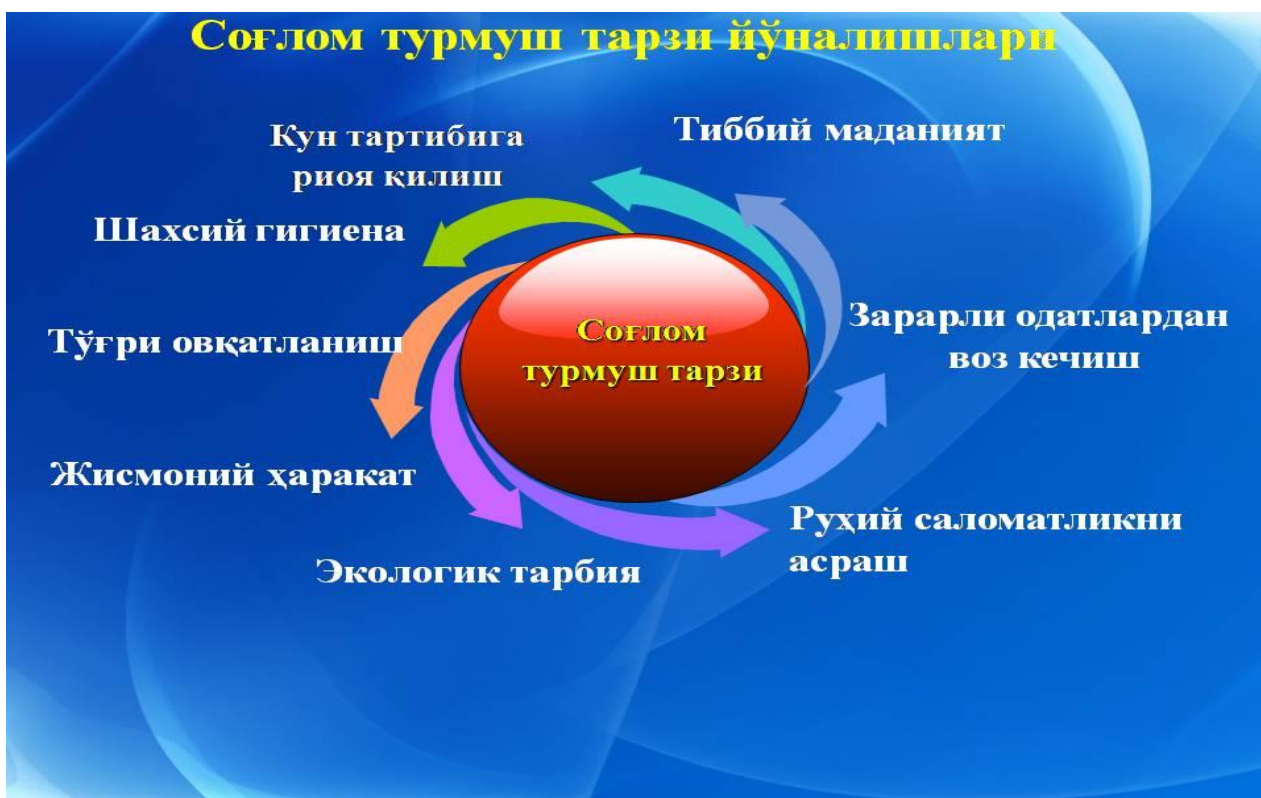 Соғлом турмуш тарзи йўналишлари
Кун тартибига
риоя қилиш
Тиббий маданият
Шахсий гигиена
Тўғри овқатланиш
Соғлом
турмуш тарзи
Зарарли одатлардан
воз кечиш
Жисмоний ҳаракат
Экологик тарбия
Руҳий саломатликни
асраш